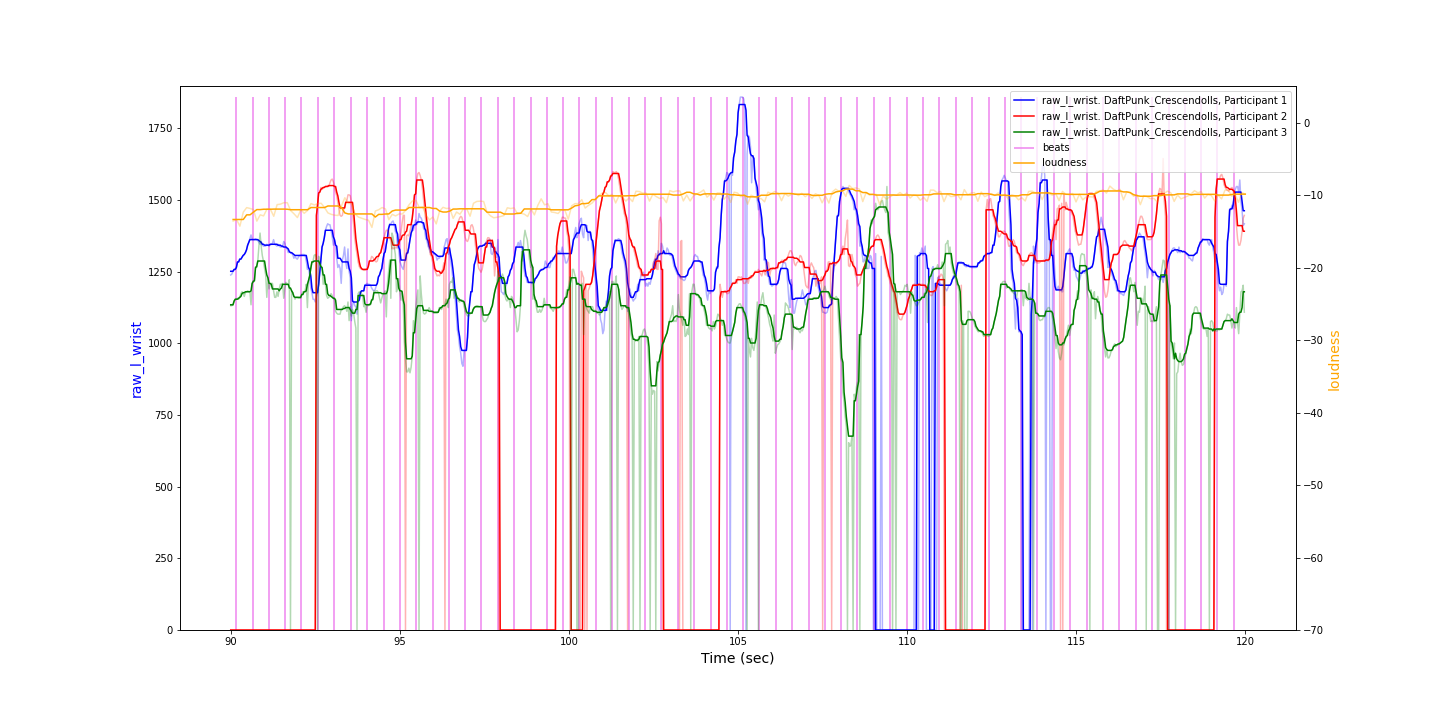 raw_l_wrist. DaftPunk_Crescendolls, Participant 1
raw_l_wrist. DaftPunk_Crescendolls, Participant 2
raw_l_wrist. DaftPunk_Crescendolls, Participant 3
beats
loudness
1750
1500
1250
1000
750
500
250
0
raw_l_wrist
0
−10
−20
−30
−40
−50
−60
−70
loudness
90
95
100
105
110
115
120
Time (sec)